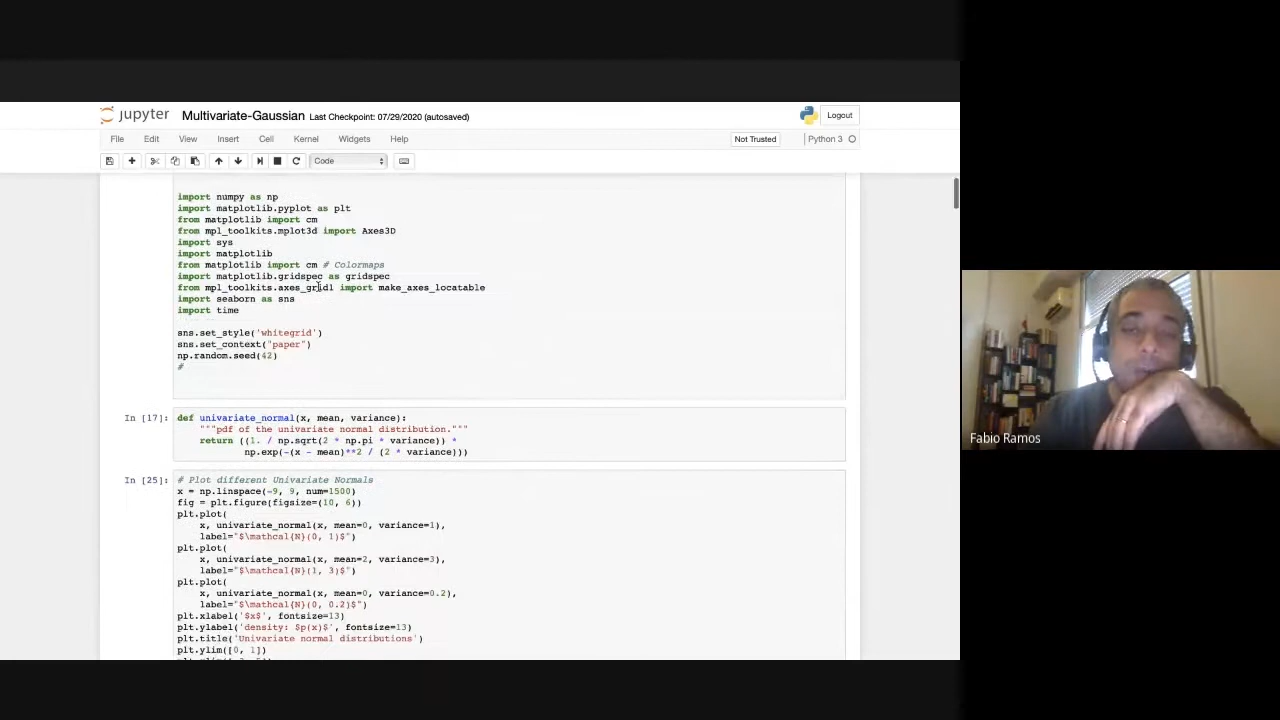 jupyter Multivariate-Gaussian Last Checkpoint: 07/29/2020 (autosaved)
Logout
File Edit View Insert Cell Kernel Widgets Help
Not Trusted
Python 3
Code
import numpy as np
import matplotlib.pyplot as plt
from matplotlib import cm
from mpl_toolkits.mplot3d import Axes3D
import sys
import matplotlib
from matplotlib import cm # Colormaps
import matplotlib.gridspec as gridspec
from mpl_toolkits.axes_grid1 import make_axes_locatable
import seaborn as sns
import time
sns.set_style('whitegrid')
sns.set_context("paper")
np.random.seed(42)
#
In [17]: def univariate_normal(x, mean, variance):
"""pdf of the univariate normal distribution."""
return ((1. / np.sqrt(2 * np.pi * variance)) *
np.exp(-(x - mean)**2 / (2 * variance)))
In [25]: # Plot different Univariate Normals
x = np.linspace(-9, 9, num=1500)
fig = plt.figure(figsize=(10, 6))
plt.plot(
x, univariate_normal(x, mean=0, variance=1),
label="$\mathcal{N}(0, 1)$")
plt.plot(
x, univariate_normal(x, mean=2, variance=3),
label="$\mathcal{N}(1, 3)$")
plt.plot(
x, univariate_normal(x, mean=0, variance=0.2),
label="$\mathcal{N}(0, 0.2)$")
plt.xlabel('$x$', fontsize=13)
plt.ylabel('density: $p(x)$', fontsize=13)
plt.title('Univariate normal distributions')
plt.ylim([0, 1])
Fabio Ramos